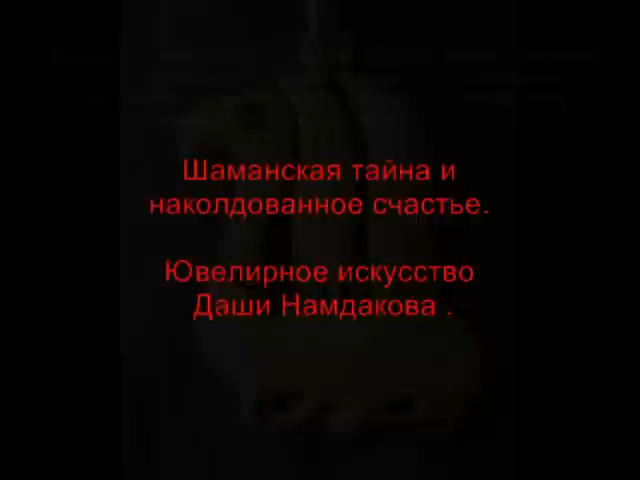 Шаманская тайна и
наколдованное счастье.
Ювелирное искусство
Даши Намдакова .